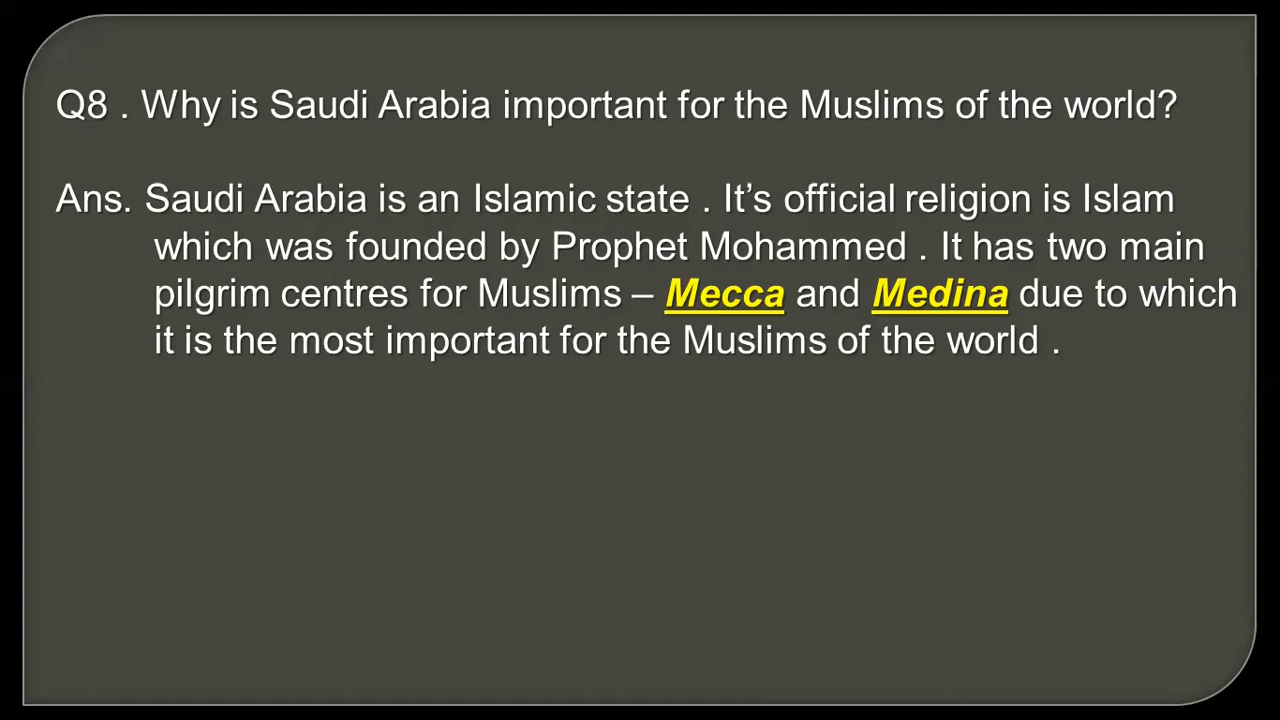 Q8 . Why is Saudi Arabia important for the Muslims of the world?
Ans. Saudi Arabia is an Islamic state . It’s official religion is Islam
which was founded by Prophet Mohammed . It has two main
pilgrim centres for Muslims – Mecca and Medina due to which
it is the most important for the Muslims of the world .